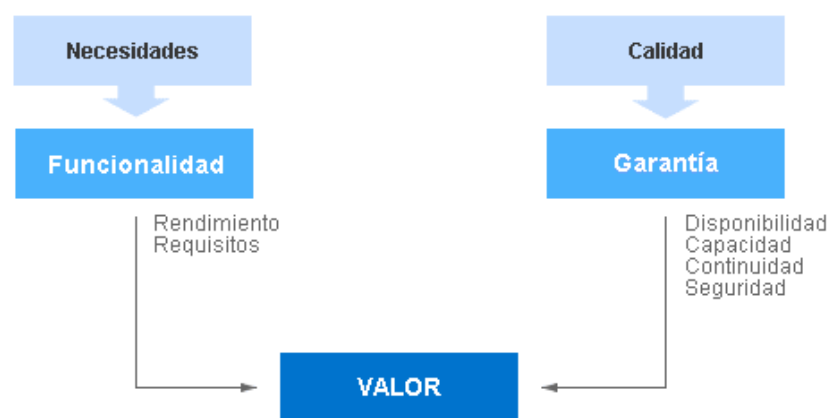 Necesidades
Calidad
Funcionalidad
Garantía
Rendimiento
Requisitos
Disponibilidad
Capacidad
Continuidad
Seguridad
VALOR